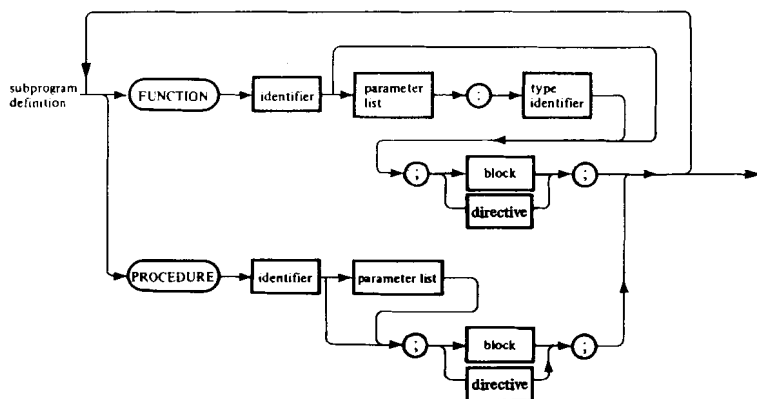 subprogram
definition
FUNCTION
identifier
parameter
list
:
type
identifier
;
block
directive
;
PROCEDURE
identifier
parameter list
;
block
directive
;